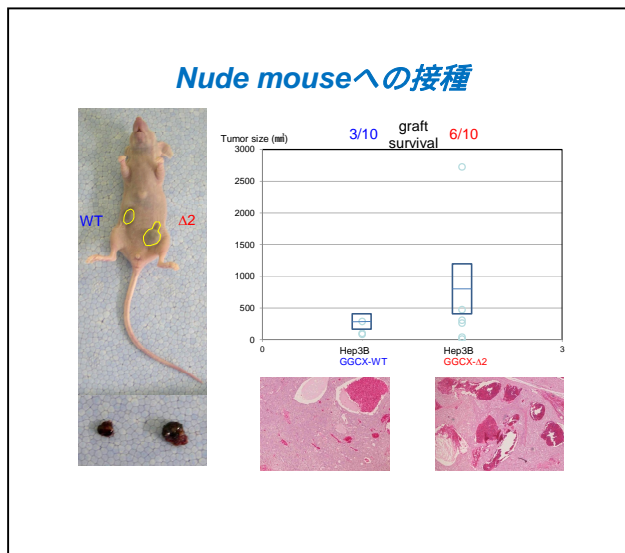 Nude mouseへの接種
Tumor size (㎣)
3/10
graft
survival
6/10
3000
2500
2000
1500
1000
500
0
0
3
WT
Δ2
Hep3B
GGCX-WT
Hep3B
GGCX-Δ2